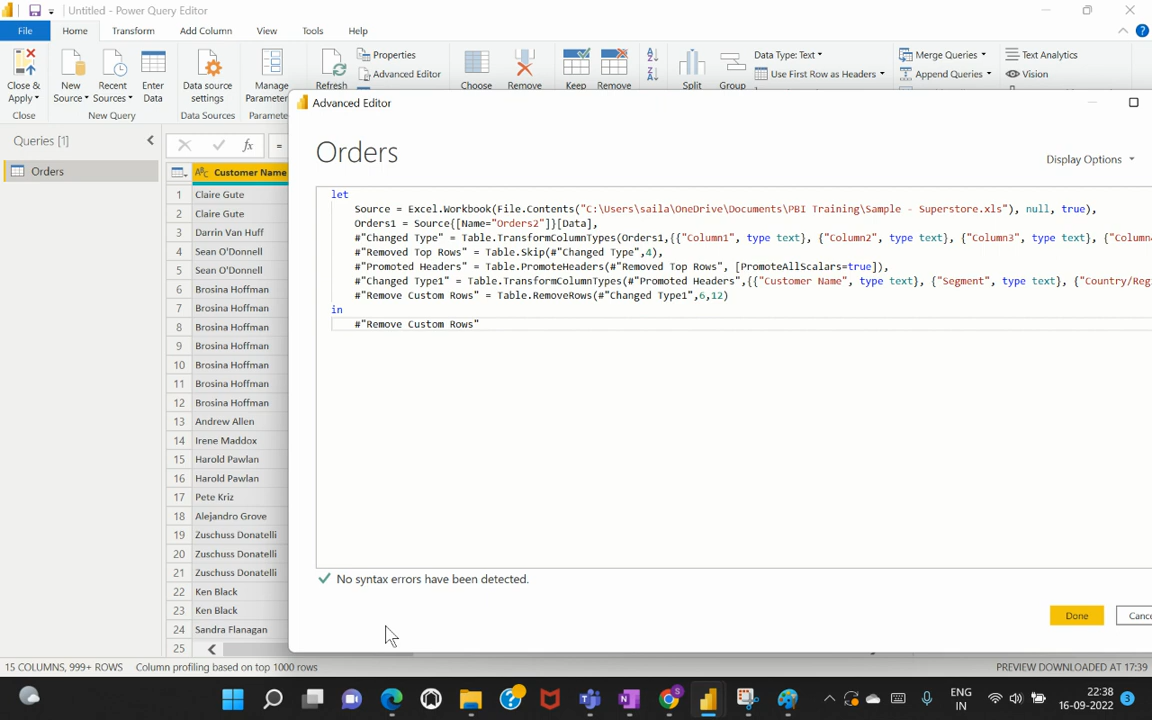 Untitled - Power Query Editor
File Home Transform Add Column View Tools Help
Close & Apply
New Source
Recent Sources
Enter Data
Data source settings
Manage Parameter
Refresh
Properties
Advanced Editor
Choose
Remove
Keep
Remove
Split
Group
Data Type: Text
Use First Row as Headers
Merge Queries
Append Queries
Text Analytics
Vision
Close
New Query
Data Sources
Paramete
Queries [1]
Orders
fx
=
Customer Name
1 Claire Gute
2 Claire Gute
3 Darrin Van Huff
4 Sean O'Donnell
5 Sean O'Donnell
6 Brosina Hoffman
7 Brosina Hoffman
8 Brosina Hoffman
9 Brosina Hoffman
10 Brosina Hoffman
11 Brosina Hoffman
12 Brosina Hoffman
13 Andrew Allen
14 Irene Maddox
15 Harold Pawlan
16 Harold Pawlan
17 Pete Kriz
18 Alejandro Grove
19 Zuschuss Donatelli
20 Zuschuss Donatelli
21 Zuschuss Donatelli
22 Ken Black
23 Ken Black
24 Sandra Flanagan
25
Advanced Editor
Orders
Display Options
let
Source = Excel.Workbook(File.Contents("C:\Users\saila\OneDrive\Documents\PBI Training\Sample - Superstore.xls"), null, true),
Orders1 = Source{[Name="Orders2"]}[Data],
#"Changed Type" = Table.TransformColumnTypes(Orders1,{{"Column1", type text}, {"Column2", type text}, {"Column3", type text}, {"Column4
#"Removed Top Rows" = Table.Skip(#"Changed Type",4),
#"Promoted Headers" = Table.PromoteHeaders(#"Removed Top Rows", [PromoteAllScalars=true]),
#"Changed Type1" = Table.TransformColumnTypes(#"Promoted Headers",{{"Customer Name", type text}, {"Segment", type text}, {"Country/Reg
#"Remove Custom Rows" = Table.RemoveRows(#"Changed Type1",6,12)
in
#"Remove Custom Rows"
No syntax errors have been detected.
Done
Cance
15 COLUMNS, 999+ ROWS Column profiling based on top 1000 rows
PREVIEW DOWNLOADED AT 17:39
ENG
IN
22:38
16-09-2022
3